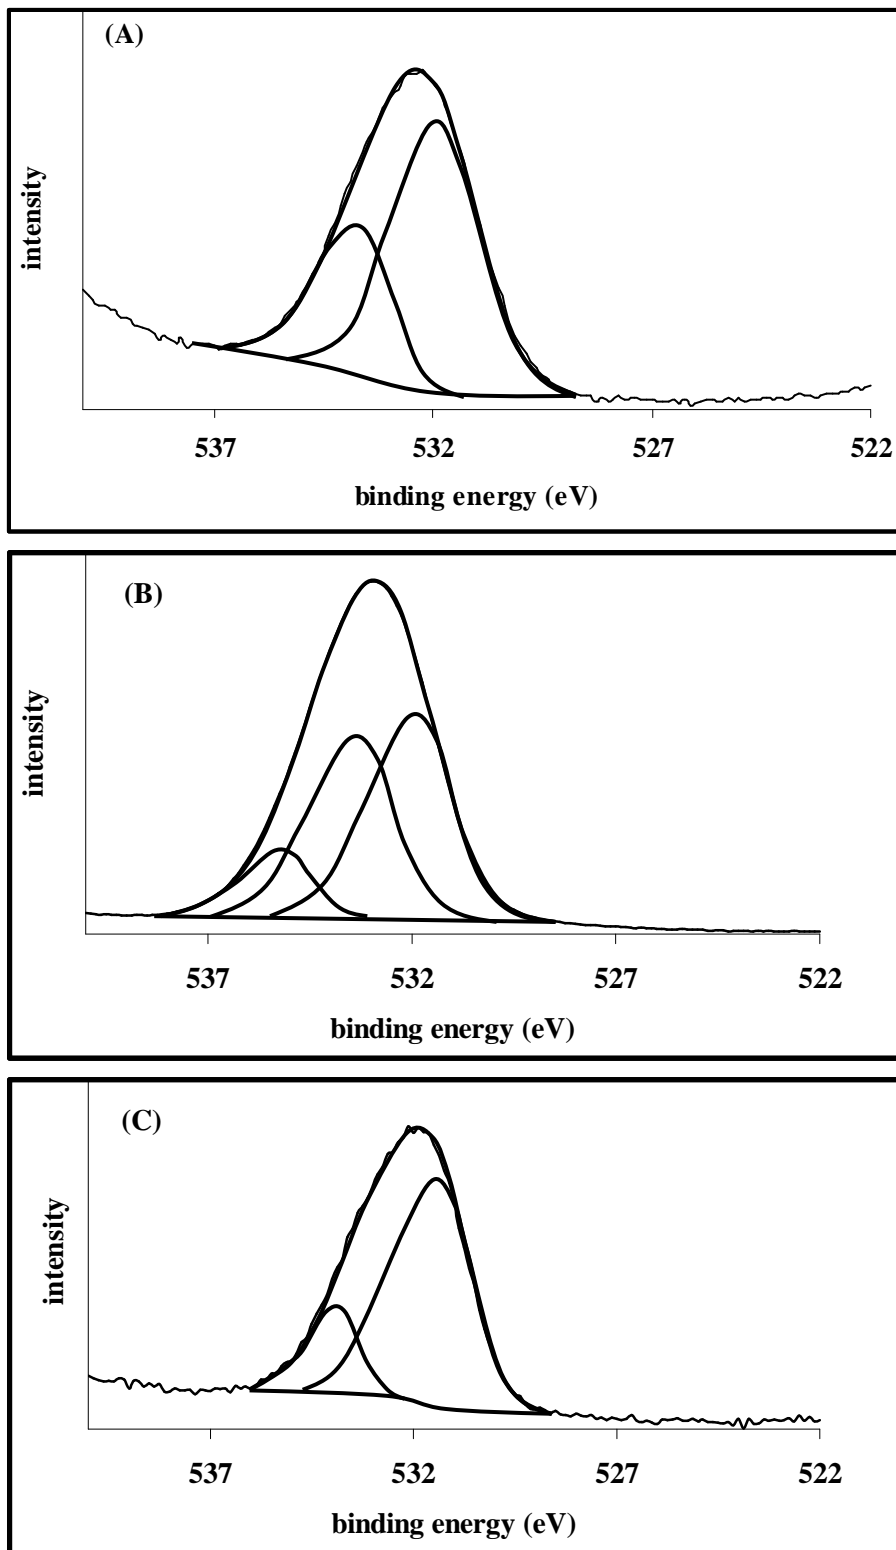 (A)
intensity
537 532 527 522
binding energy (eV)
(B)
intensity
537 532 527 522
binding energy (eV)
(C)
intensity
537 532 527 522
binding energy (eV)